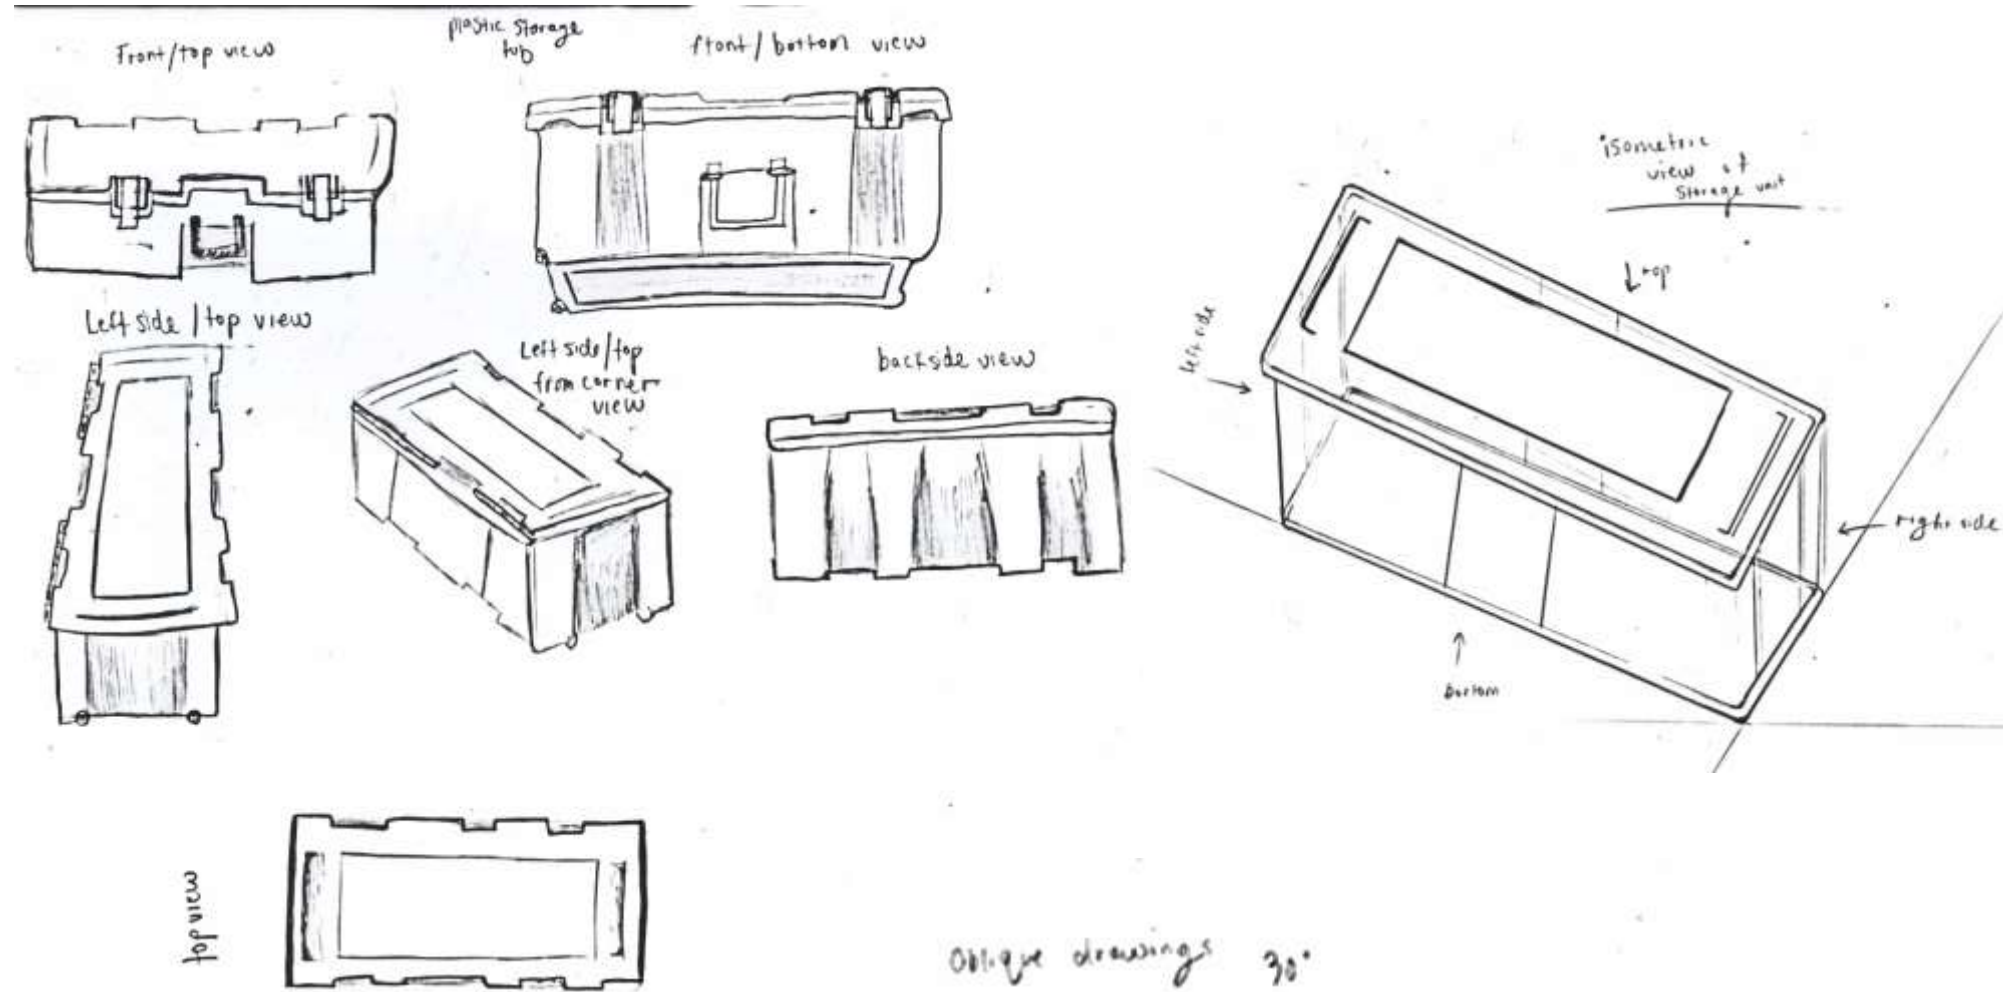 Front/top view
plastic storage
tub
front/bottom view
isometric
view of
storage unit
top
left side
Left side/top view
Left side/top
from corner
view
backside view
right side
bottom
top view
Oblique drawings 30°